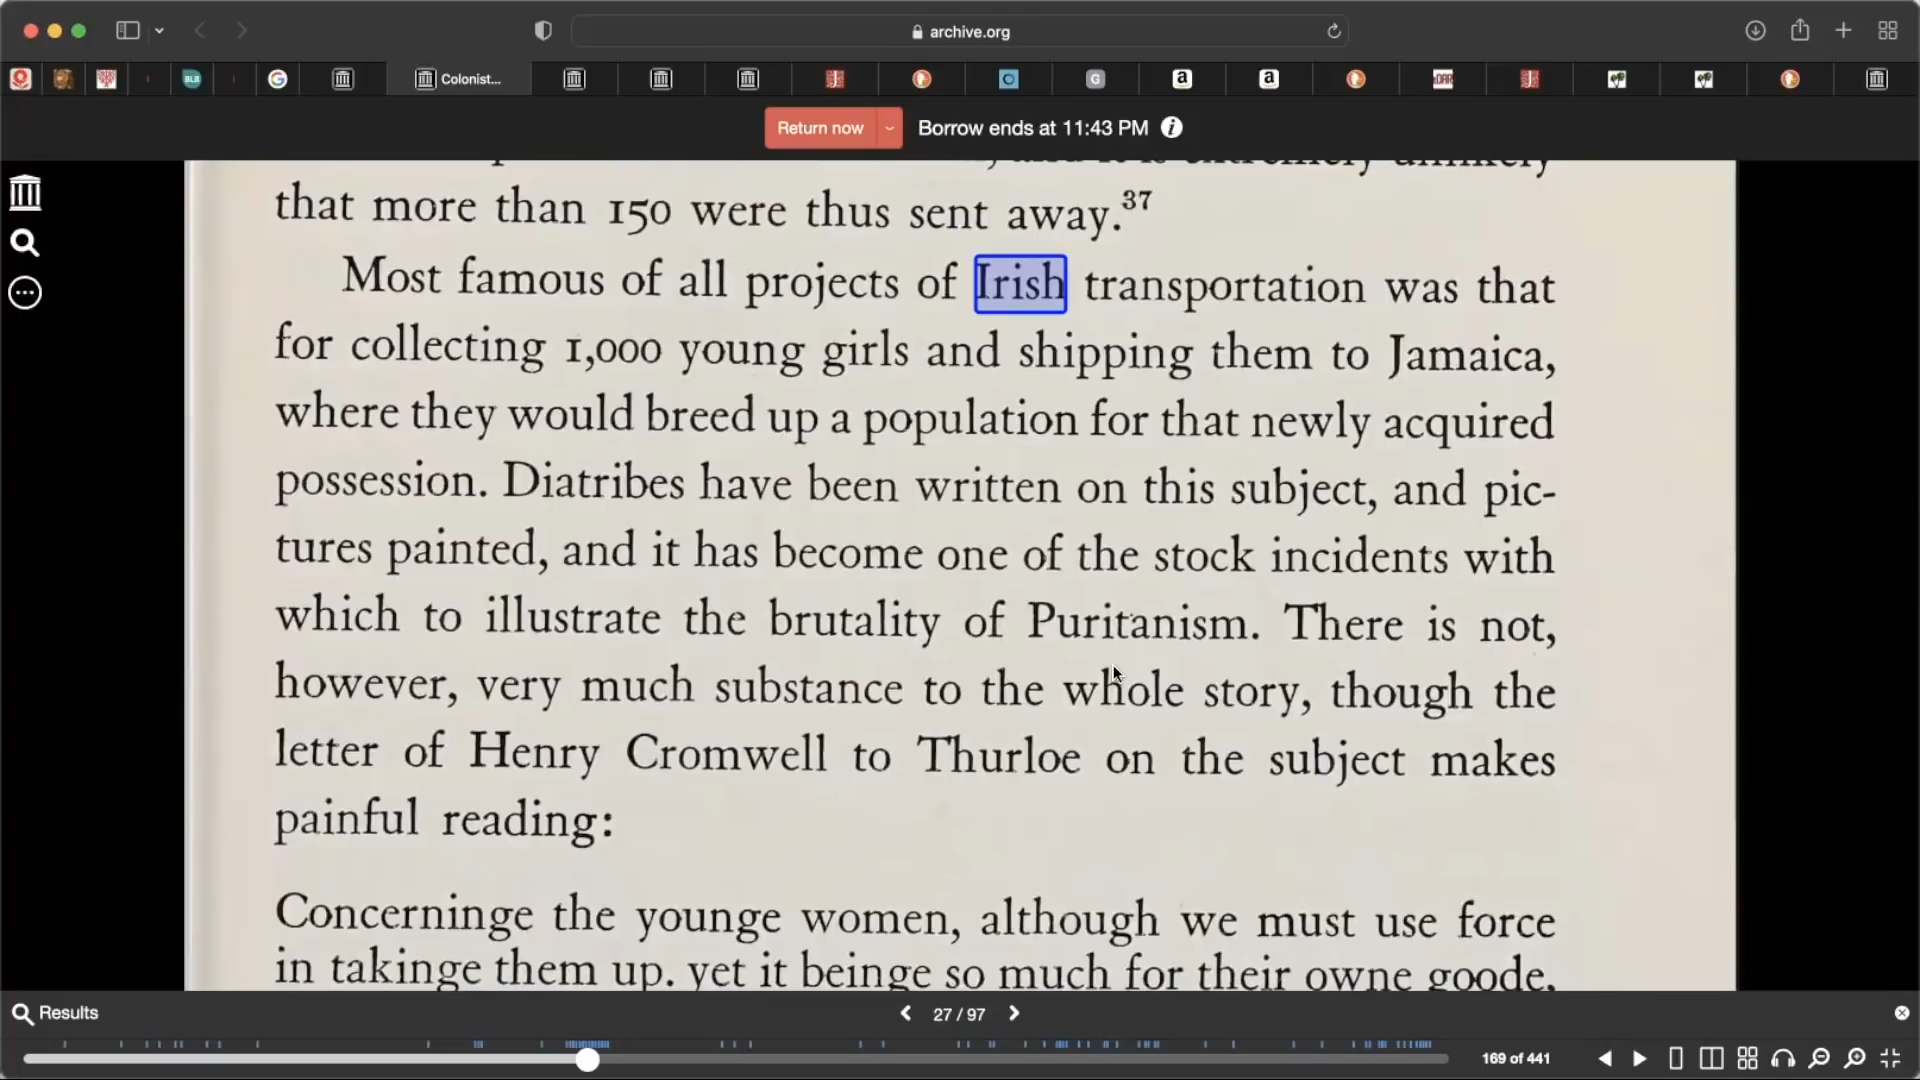 archive.org
BLB
G
Colonist...
G
a
a
DAR
Return now
Borrow ends at 11:43 PM
and it is extremely unlikely
that more than 150 were thus sent away.³⁷
Most famous of all projects of Irish transportation was that
for collecting 1,000 young girls and shipping them to Jamaica,
where they would breed up a population for that newly acquired
possession. Diatribes have been written on this subject, and pic-
tures painted, and it has become one of the stock incidents with
which to illustrate the brutality of Puritanism. There is not,
however, very much substance to the whole story, though the
letter of Henry Cromwell to Thurloe on the subject makes
painful reading:
Concerninge the younge women, although we must use force
in takinge them up, yet it beinge so much for their owne goode,
Results
27 / 97
169 of 441